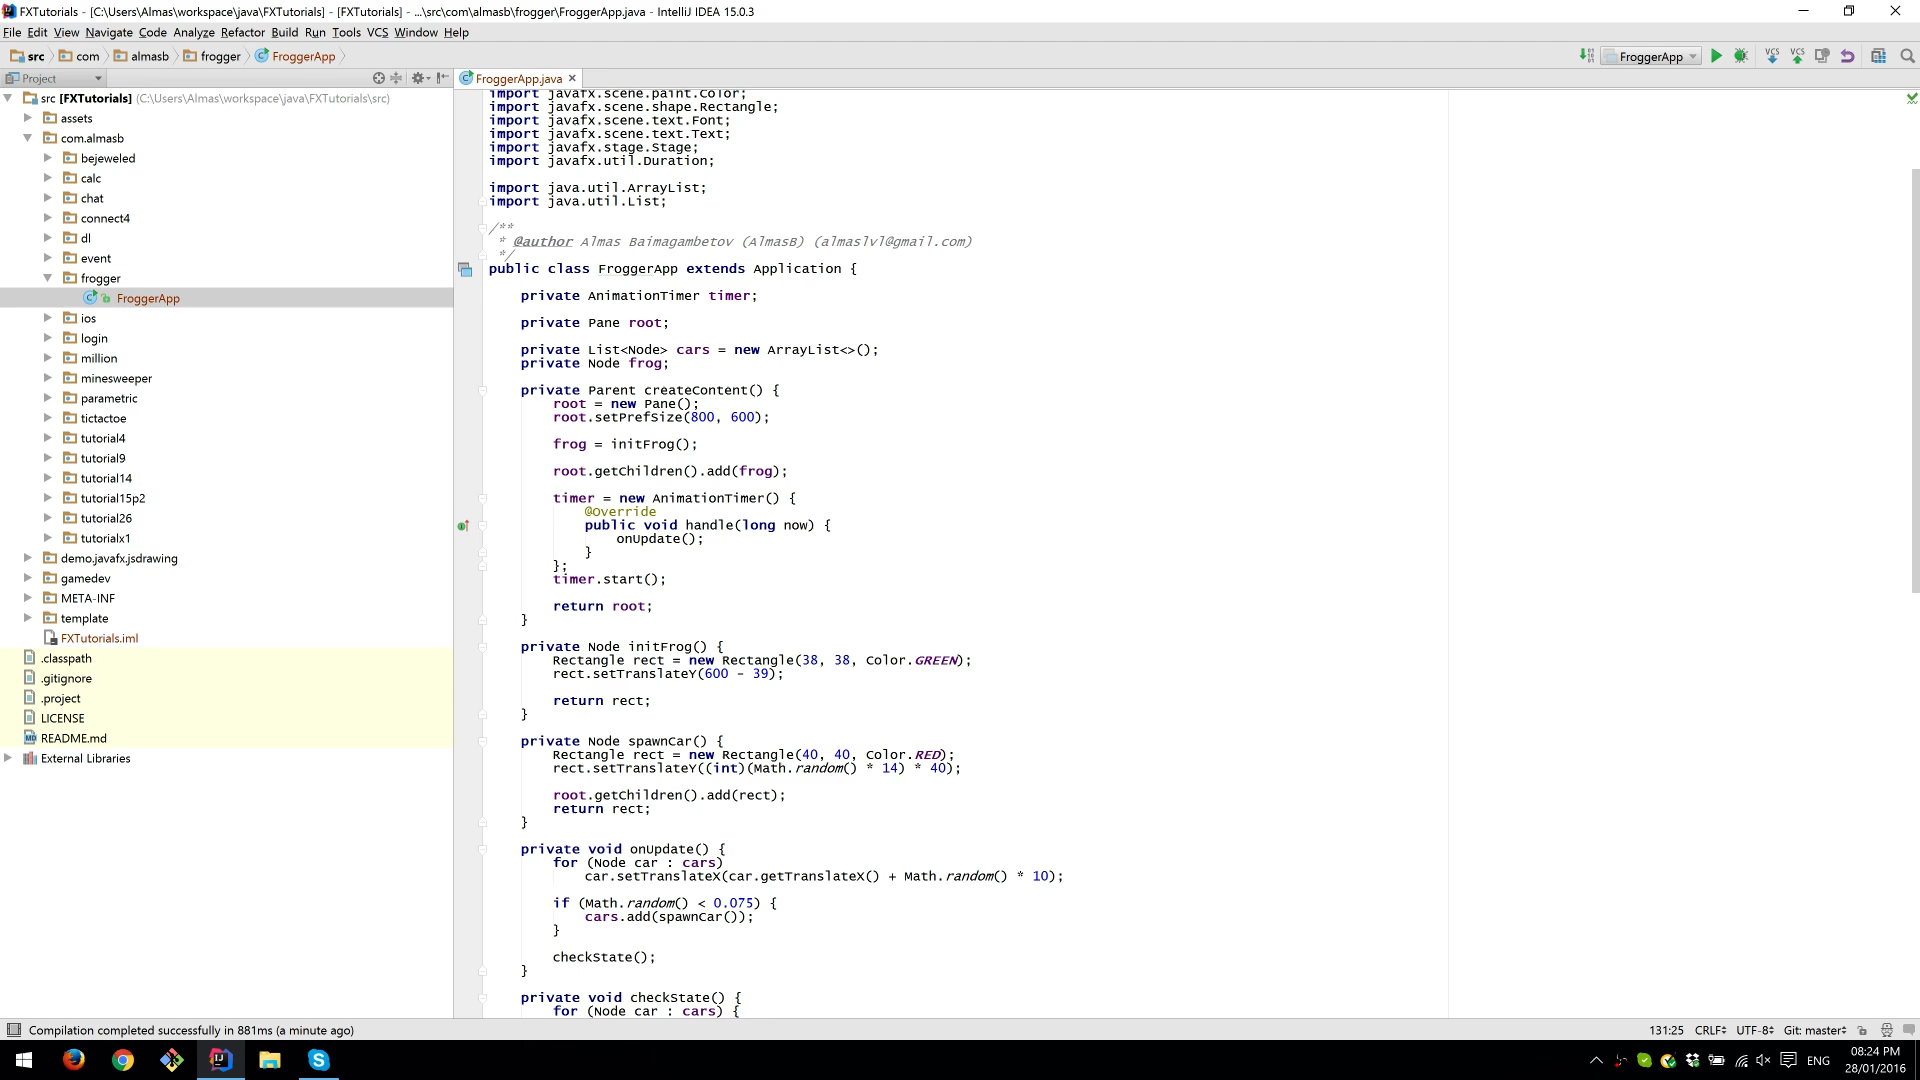 FXTutorials - [C:\Users\Almas\workspace\java\FXTutorials] - [FXTutorials] - ...\src\com\almasb\frogger\FroggerApp.java - IntelliJ IDEA 15.0.3
File Edit View Navigate Code Analyze Refactor Build Run Tools VCS Window Help
src com almasb frogger FroggerApp
FroggerApp
VCS VCS
Project
FroggerApp.java
src [FXTutorials] (C:\Users\Almas\workspace\java\FXTutorials\src)
assets
com.almasb
bejeweled
calc
chat
connect4
dl
event
frogger
FroggerApp
ios
login
million
minesweeper
parametric
tictactoe
tutorial4
tutorial9
tutorial14
tutorial15p2
tutorial26
tutorialx1
demo.javafx.jsdrawing
gamedev
META-INF
template
FXTutorials.iml
.classpath
.gitignore
.project
LICENSE
README.md
External Libraries
import javafx.scene.paint.Color;
import javafx.scene.shape.Rectangle;
import javafx.scene.text.Font;
import javafx.scene.text.Text;
import javafx.stage.Stage;
import javafx.util.Duration;
import java.util.ArrayList;
import java.util.List;
/**
* @author Almas Baimagambetov (AlmasB) (almaslvl@gmail.com)
*/
public class FroggerApp extends Application {
private AnimationTimer timer;
private Pane root;
private List<Node> cars = new ArrayList<>();
private Node frog;
private Parent createContent() {
root = new Pane();
root.setPrefSize(800, 600);
frog = initFrog();
root.getChildren().add(frog);
timer = new AnimationTimer() {
@Override
public void handle(long now) {
onUpdate();
}
};
timer.start();
return root;
}
private Node initFrog() {
Rectangle rect = new Rectangle(38, 38, Color.GREEN);
rect.setTranslateY(600 - 39);
return rect;
}
private Node spawnCar() {
Rectangle rect = new Rectangle(40, 40, Color.RED);
rect.setTranslateY((int)(Math.random() * 14) * 40);
root.getChildren().add(rect);
return rect;
}
private void onUpdate() {
for (Node car : cars)
car.setTranslateX(car.getTranslateX() + Math.random() * 10);
if (Math.random() < 0.075) {
cars.add(spawnCar());
}
checkState();
}
private void checkState() {
for (Node car : cars) {
Compilation completed successfully in 881ms (a minute ago)
131:25 CRLF UTF-8 Git: master
ENG
08:24 PM
28/01/2016